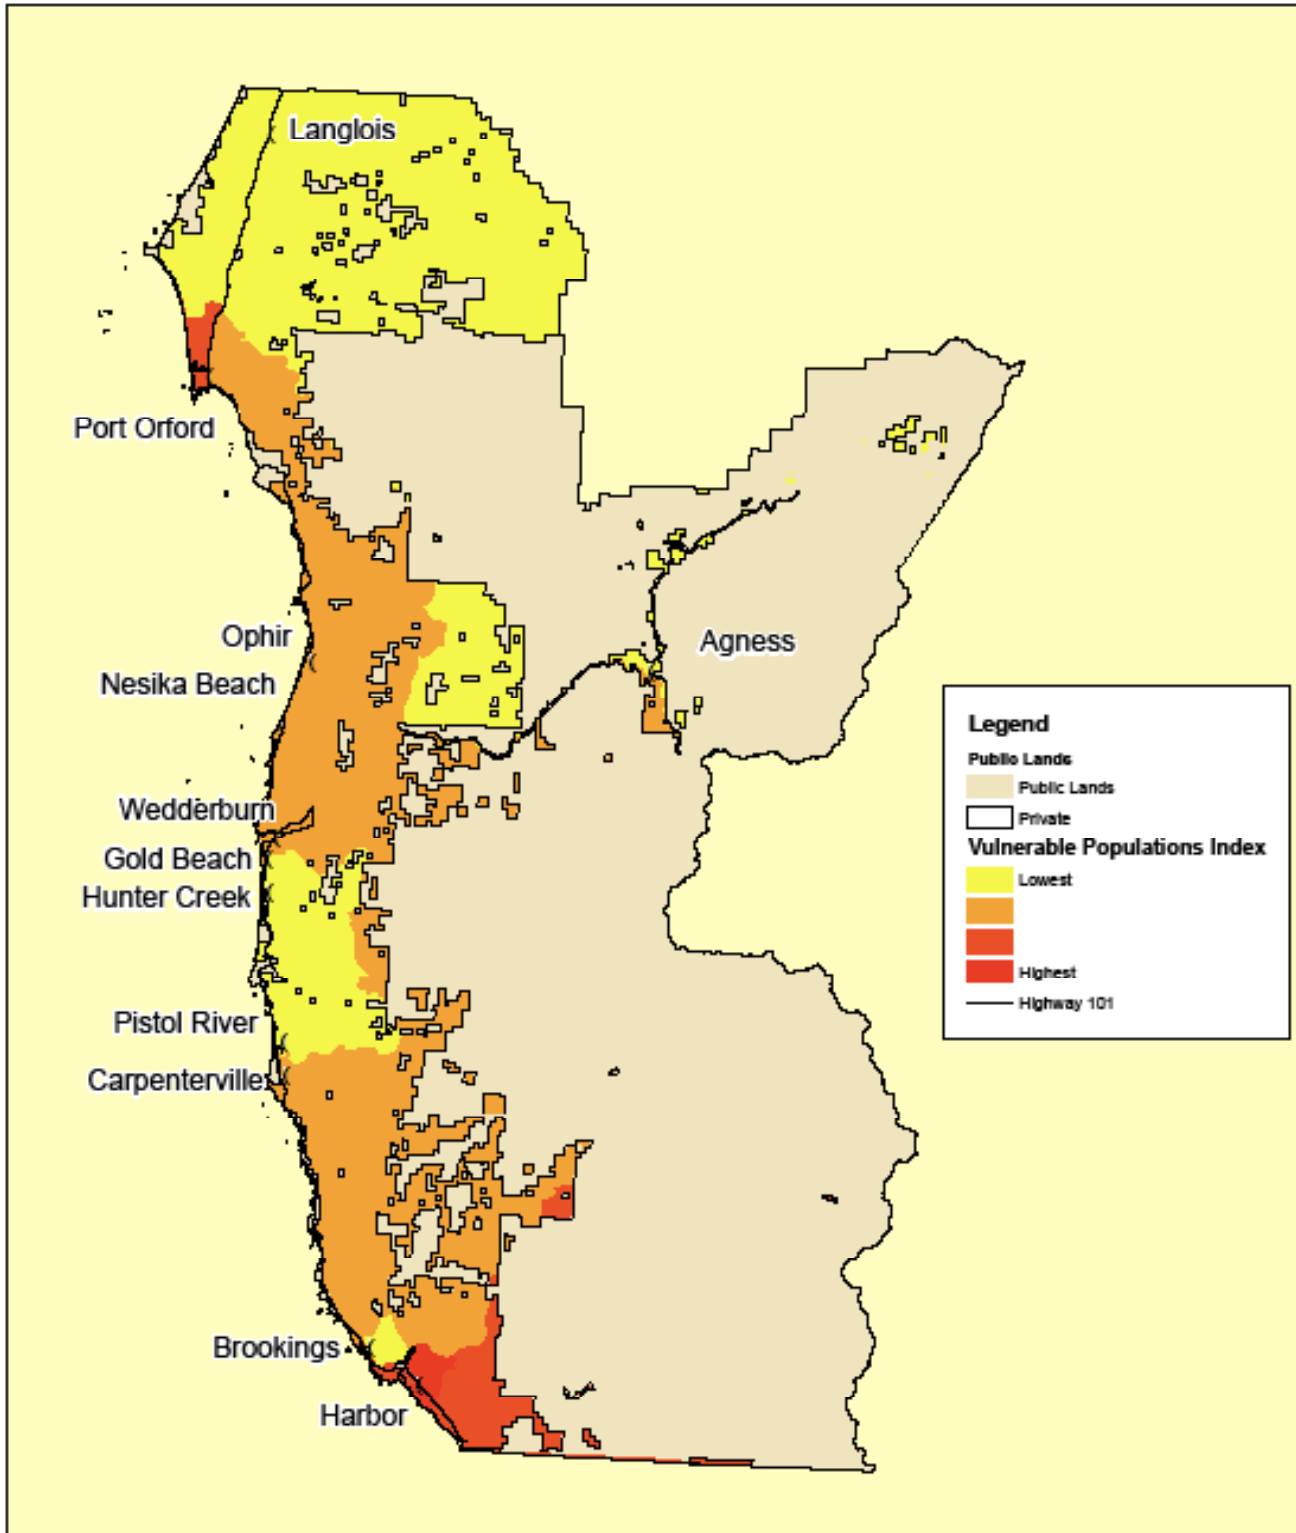 Langlois
Port Orford
Ophir
Agness
Nesika Beach
Wedderburn
Gold Beach
Hunter Creek
Pistol River
Carpenterville
Brookings
Harbor
Legend
Public Lands
Public Lands
Private
Vulnerable Populations Index
Lowest
Highest
Highway 101